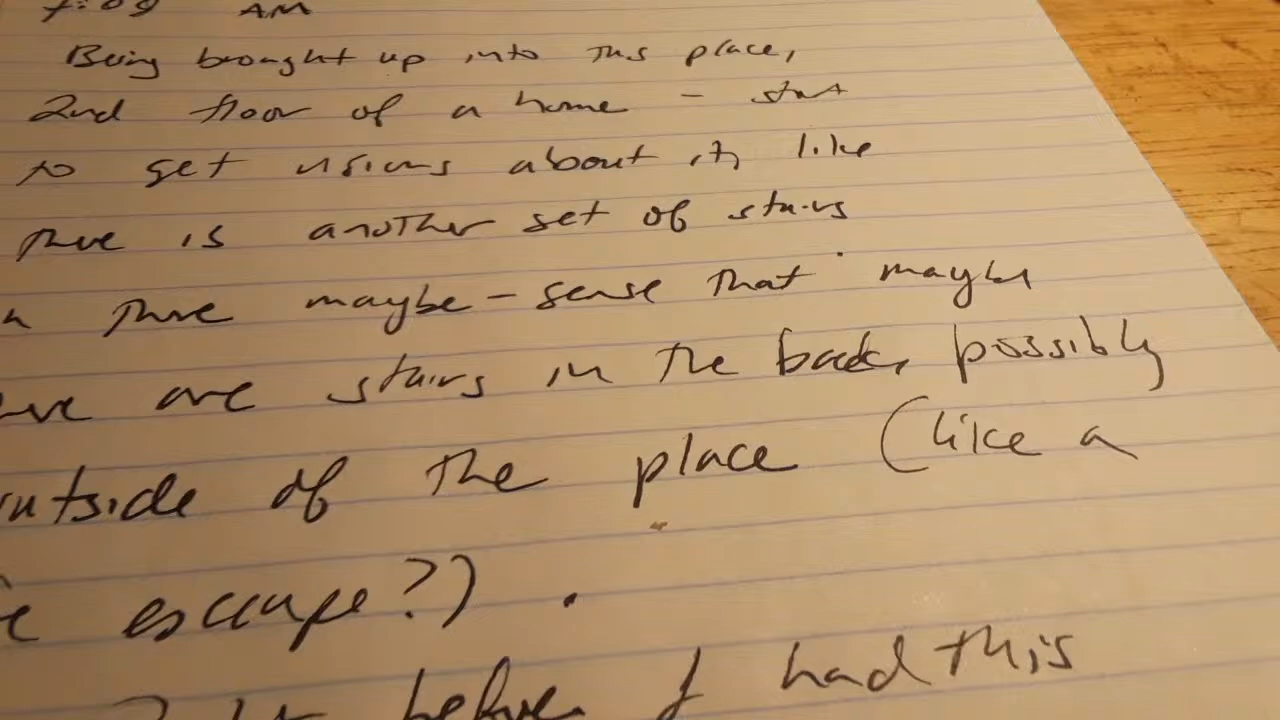 AM
Being brought up into this place,
2nd floor of a home - start
to get visions about it, like
there is another set of stairs
there maybe - sense that maybe
are stairs in the back, possibly
outside of the place (like a
escape?).
before I had this